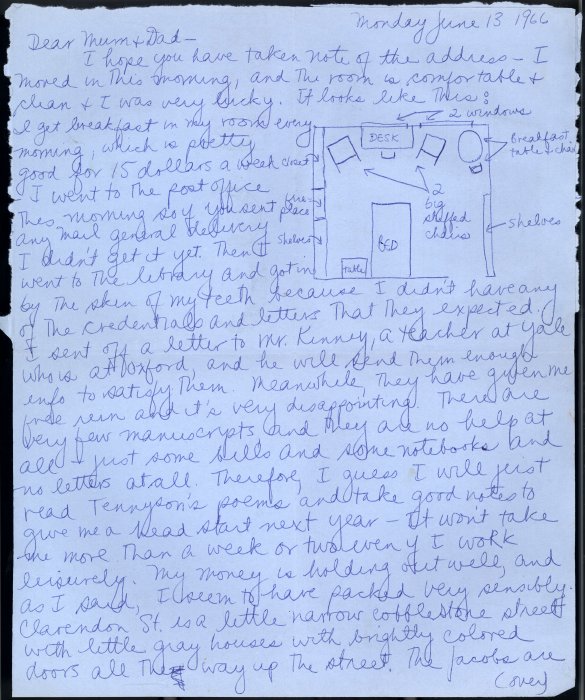 Monday June 13 1966
Dear Mum & Dad —
I hope you have taken note of the address — I
moved in this morning, and the room is comfortable &
clean & I was very lucky. It looks like this:
I get breakfast in my room every
morning, which is pretty
good for 15 dollars a week
— I went to the post office
this morning so if you sent
any mail general delivery
I didn't get it yet. Then I
went to the library and got in
2 windows
DESK
Breakfast
table & chair
closet
2
big
stuffed
chairs
fire-
place
shelves
shelves
BED
table
by the skin of my teeth because I didn't have any
of the credentials and letters that they expected.
I sent off a letter to Mr. Kinney, a teacher at Yale
who is at Oxford, and he will send them enough
info to satisfy them. Meanwhile, they have given me
free rein and it's very disappointing. There are
very few manuscripts, and they are no help at
all — just some bills and some notebooks and
no letters at all. Therefore, I guess I will just
read Tennyson's poems and take good notes to
give me a head start next year — It won't take
me more than a week or two even if I work
leisurely. My money is holding out well, and
as I said, I seem to have packed very sensibly.
Clarendon St. is a little narrow cobblestone street
with little gray houses with brightly colored
doors all the way up the street. The Jacobs are
(over)